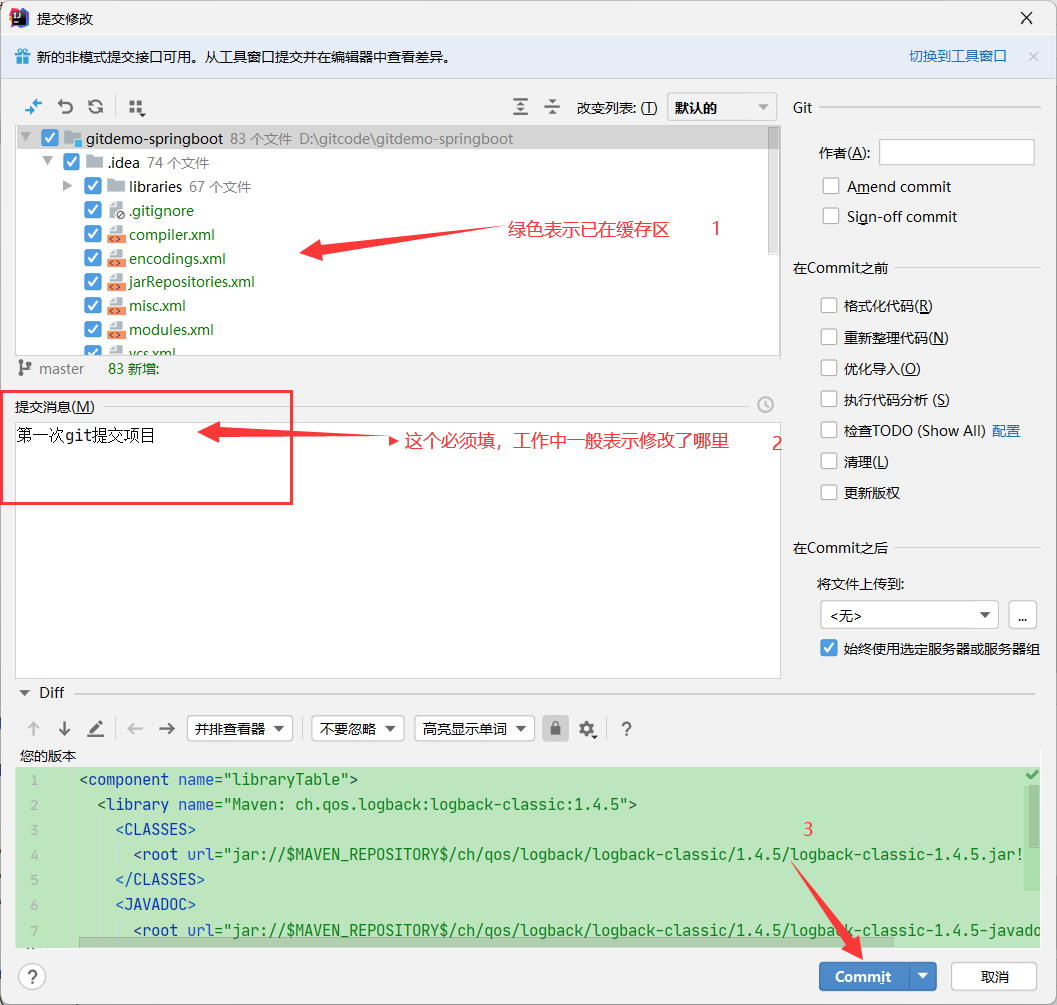 提交修改
新的非模式提交接口可用。从工具窗口提交并在编辑器中查看差异。 切换到工具窗口
改变列表: (T) 默认的 Git
gitdemo-springboot 83 个文件 D:\gitcode\gitdemo-springboot
作者(A):
.idea 74 个文件
libraries 67 个文件
Amend commit
.gitignore
Sign-off commit
compiler.xml
绿色表示已在缓存区 1
encodings.xml
在Commit之前
jarRepositories.xml
misc.xml
格式化代码(R)
modules.xml
重新整理代码(N)
vcs.xml
master 83 新增:
优化导入(O)
执行代码分析 (S)
提交消息(M)
第一次git提交项目
检查TODO (Show All) 配置
这个必须填，工作中一般表示修改了哪里 2
清理(L)
更新版权
在Commit之后
将文件上传到:
<无> ...
始终使用选定服务器或服务器组
Diff
并排查看器 不要忽略 高亮显示单词 ?
您的版本
1 <component name="libraryTable">
2 <library name="Maven: ch.qos.logback:logback-classic:1.4.5">
3 <CLASSES>
3
4 <root url="jar://$MAVEN_REPOSITORY$/ch/qos/logback/logback-classic/1.4.5/logback-classic-1.4.5.jar!
5 </CLASSES>
6 <JAVADOC>
7 <root url="jar://$MAVEN_REPOSITORY$/ch/qos/logback/logback-classic/1.4.5/logback-classic-1.4.5-javado
? Commit 取消